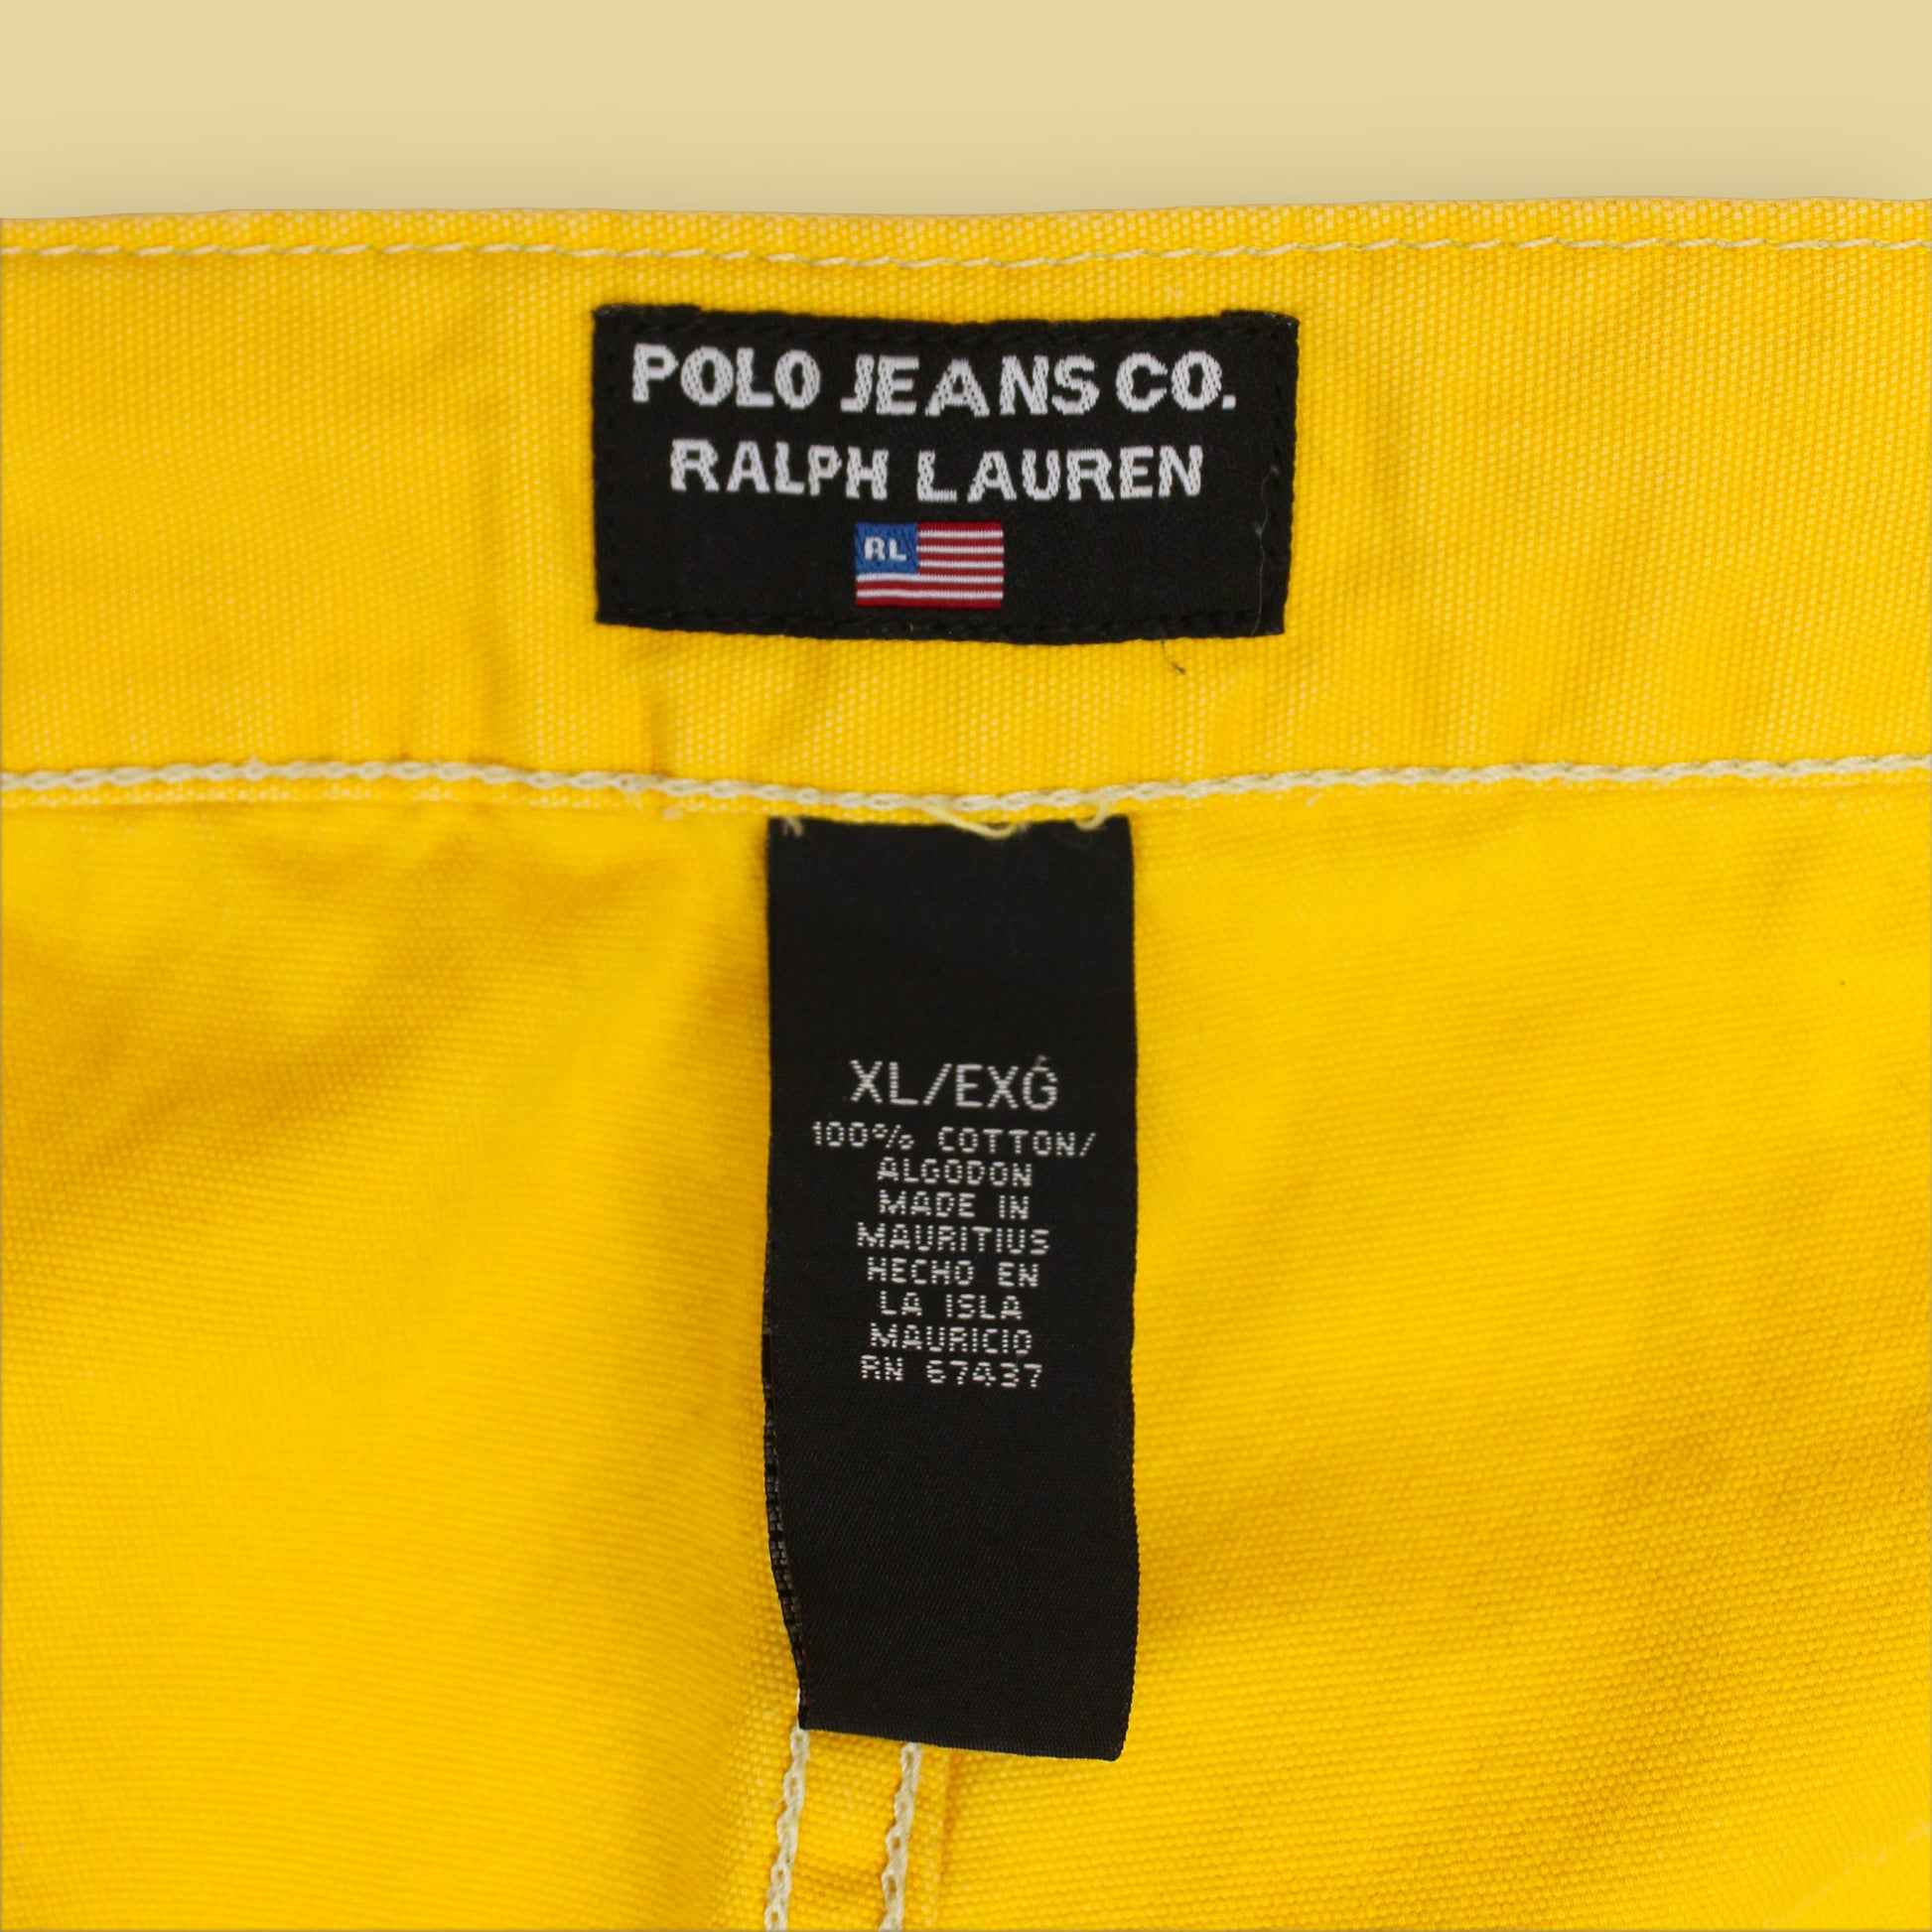 POLO JEANS CO.
RALPH LAUREN
RL
XL/EXG
100% COTTON/
ALGODON
MADE IN
MAURITIUS
HECHO EN
LA ISLA
MAURICIO
RN 67437